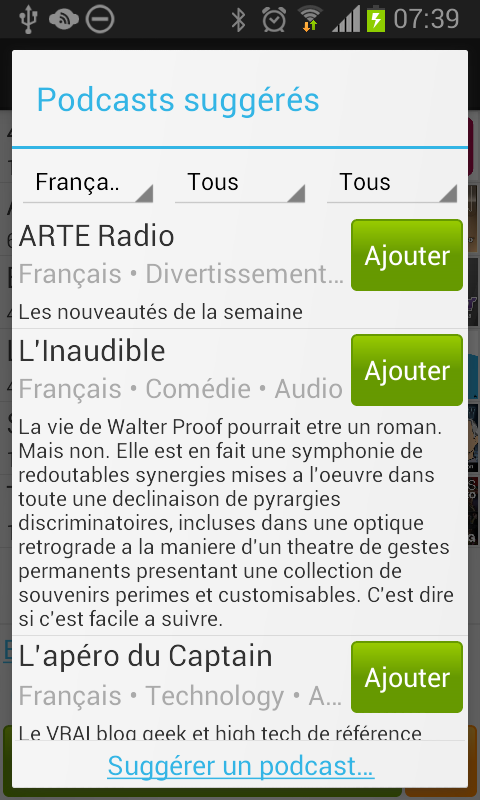 07:39
Podcasts suggérés
França..
Tous
Tous
ARTE Radio
Ajouter
Français • Divertissement...
Les nouveautés de la semaine
L'Inaudible
Ajouter
Français • Comédie • Audio
La vie de Walter Proof pourrait etre un roman.
Mais non. Elle est en fait une symphonie de
redoutables synergies mises a l'oeuvre dans
toute une declinaison de pyrargies
discriminatoires, incluses dans une optique
retrograde a la maniere d'un theatre de gestes
permanents presentant une collection de
souvenirs perimes et customisables. C'est dire
si c'est facile a suivre.
L'apéro du Captain
Ajouter
Français • Technology • A...
Le VRAI blog geek et high tech de référence
Suggérer un podcast...